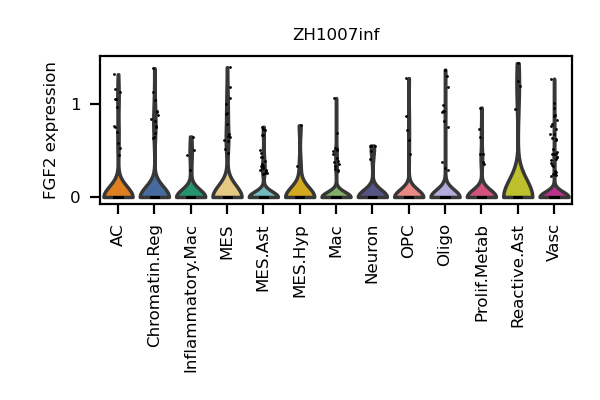 ZH1007inf
FGF2 expression
1
0
AC
Chromatin.Reg
Inflammatory.Mac
MES
MES.Ast
MES.Hyp
Mac
Neuron
OPC
Oligo
Prolif.Metab
Reactive.Ast
Vasc